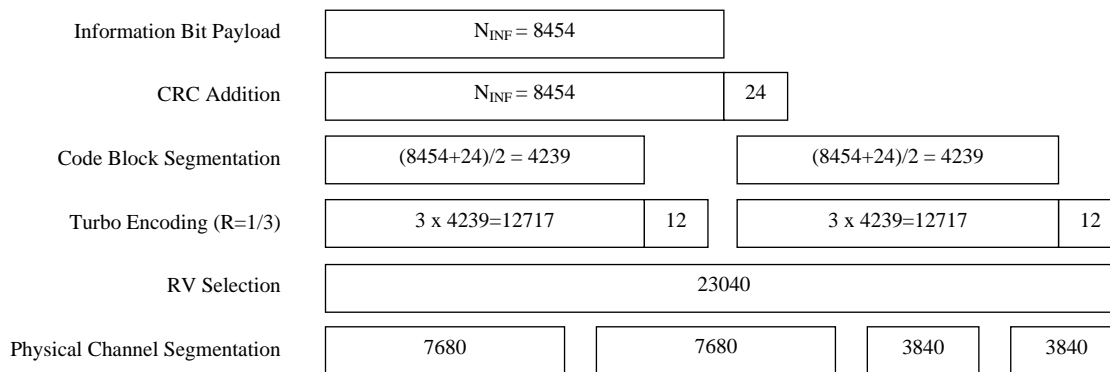 Information Bit Payload N_INF = 8454
CRC Addition N_INF = 8454 24
Code Block Segmentation (8454+24)/2 = 4239 (8454+24)/2 = 4239
Turbo Encoding (R=1/3) 3 x 4239=12717 12 3 x 4239=12717 12
RV Selection 23040
Physical Channel Segmentation 7680 7680 3840 3840